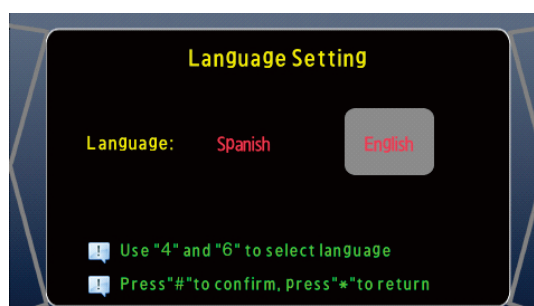 Language Setting
Language: Spanish English
Use "4" and "6" to select language
Press"#"to confirm, press"*"to return